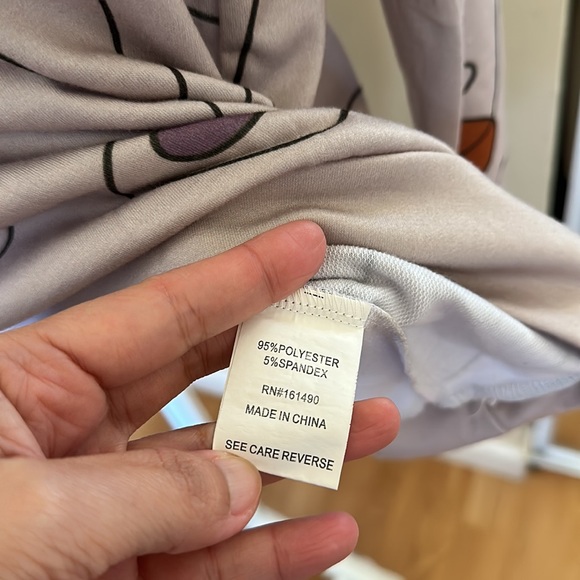 95%POLYESTER
5%SPANDEX
RN#161490
MADE IN CHINA
SEE CARE REVERSE